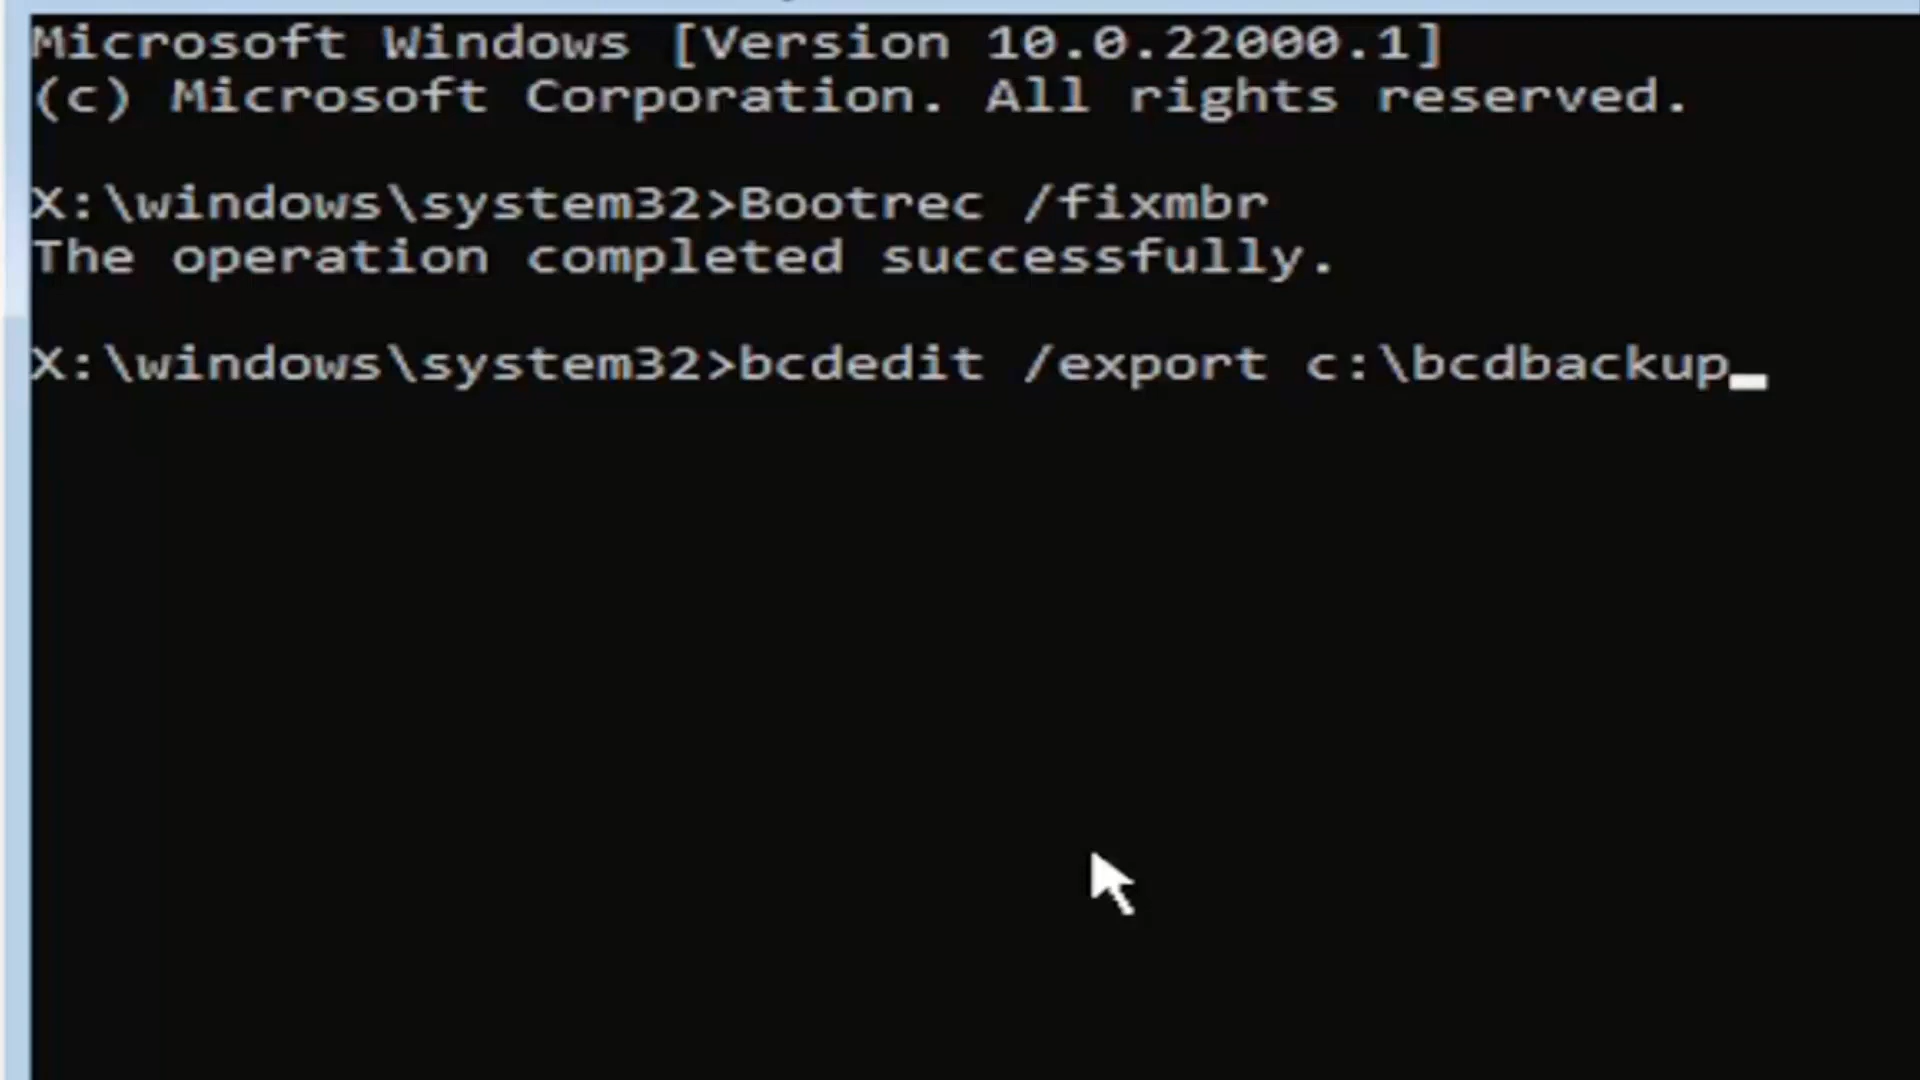 Microsoft Windows [Version 10.0.22000.1]
(c) Microsoft Corporation. All rights reserved.
X:\windows\system32>Bootrec /fixmbr
The operation completed successfully.
X:\windows\system32>bcdedit /export c:\bcdbackup